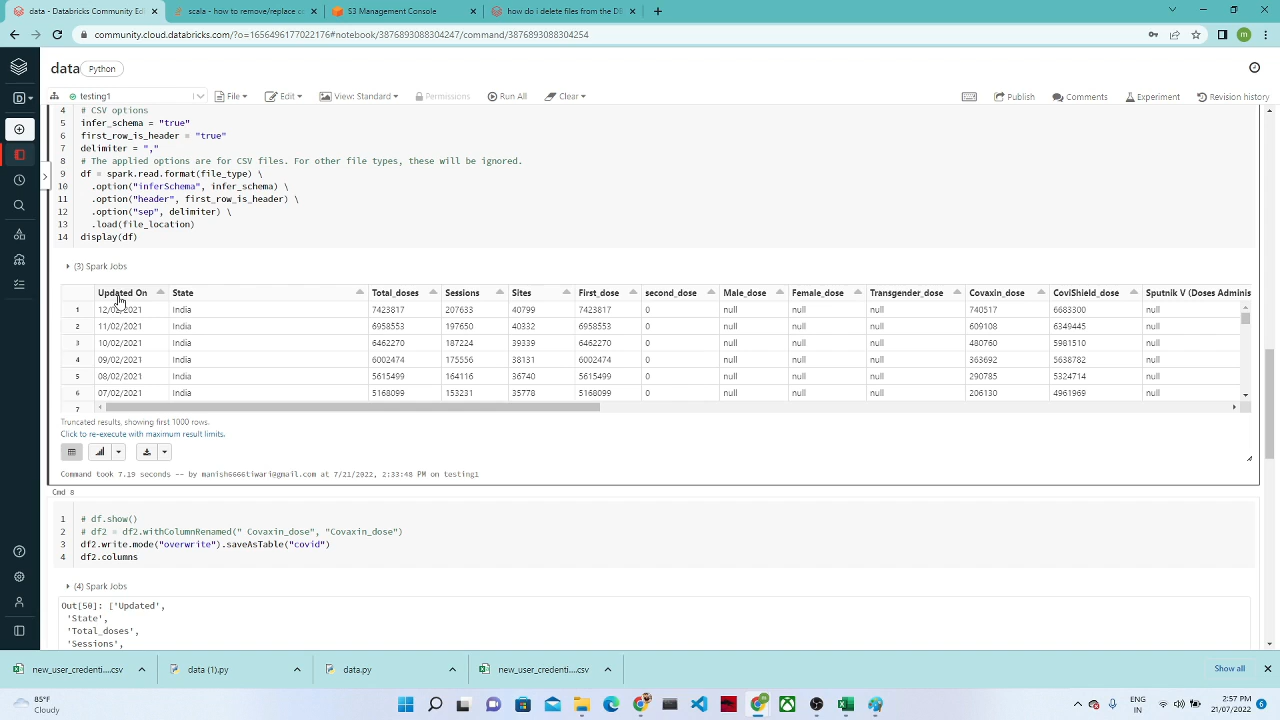 data - Databricks Community Edi
scala - how to remove/replace c
S3 Management Console
how do i delete files from the DB
community.cloud.databricks.com/?o=1656496177022176#notebook/3876893088304247/command/3876893088304254
m
data Python
D
testing1 File Edit View: Standard Permissions Run All Clear Publish Comments Experiment Revision history
4 # CSV options
5 infer_schema = "true"
6 first_row_is_header = "true"
7 delimiter = ","
8 # The applied options are for CSV files. For other file types, these will be ignored.
9 df = spark.read.format(file_type) \
10 .option("inferSchema", infer_schema) \
11 .option("header", first_row_is_header) \
12 .option("sep", delimiter) \
13 .load(file_location)
14 display(df)
(3) Spark Jobs
Updated On State Total_doses Sessions Sites First_dose second_dose Male_dose Female_dose Transgender_dose Covaxin_dose CoviShield_dose Sputnik V (Doses Adminis
1 12/02/2021 India 7423817 207633 40799 7423817 0 null null null 740517 6683300 null
2 11/02/2021 India 6958553 197650 40332 6958553 0 null null null 609108 6349445 null
3 10/02/2021 India 6462270 187224 39339 6462270 0 null null null 480760 5981510 null
4 09/02/2021 India 6002474 175556 38131 6002474 0 null null null 363692 5638782 null
5 08/02/2021 India 5615499 164116 36740 5615499 0 null null null 290785 5324714 null
6 07/02/2021 India 5168099 153231 35778 5168099 0 null null null 206130 4961969 null
7
Truncated results, showing first 1000 rows.
Click to re-execute with maximum result limits.
Command took 7.19 seconds -- by manish6666tiwari@gmail.com at 7/21/2022, 2:33:48 PM on testing1
Cmd 8
1 # df.show()
2 # df2 = df2.withColumnRenamed(" Covaxin_dose", "Covaxin_dose")
3 df2.write.mode("overwrite").saveAsTable("covid")
4 df2.columns
(4) Spark Jobs
Out[50]: ['Updated',
'State',
'Total_doses',
'Sessions',
new_user_credenti....csv
data (1).py
data.py
new_user_credenti....csv
Show all
85°F
Cloudy
ENG
IN
2:57 PM
21/07/2022